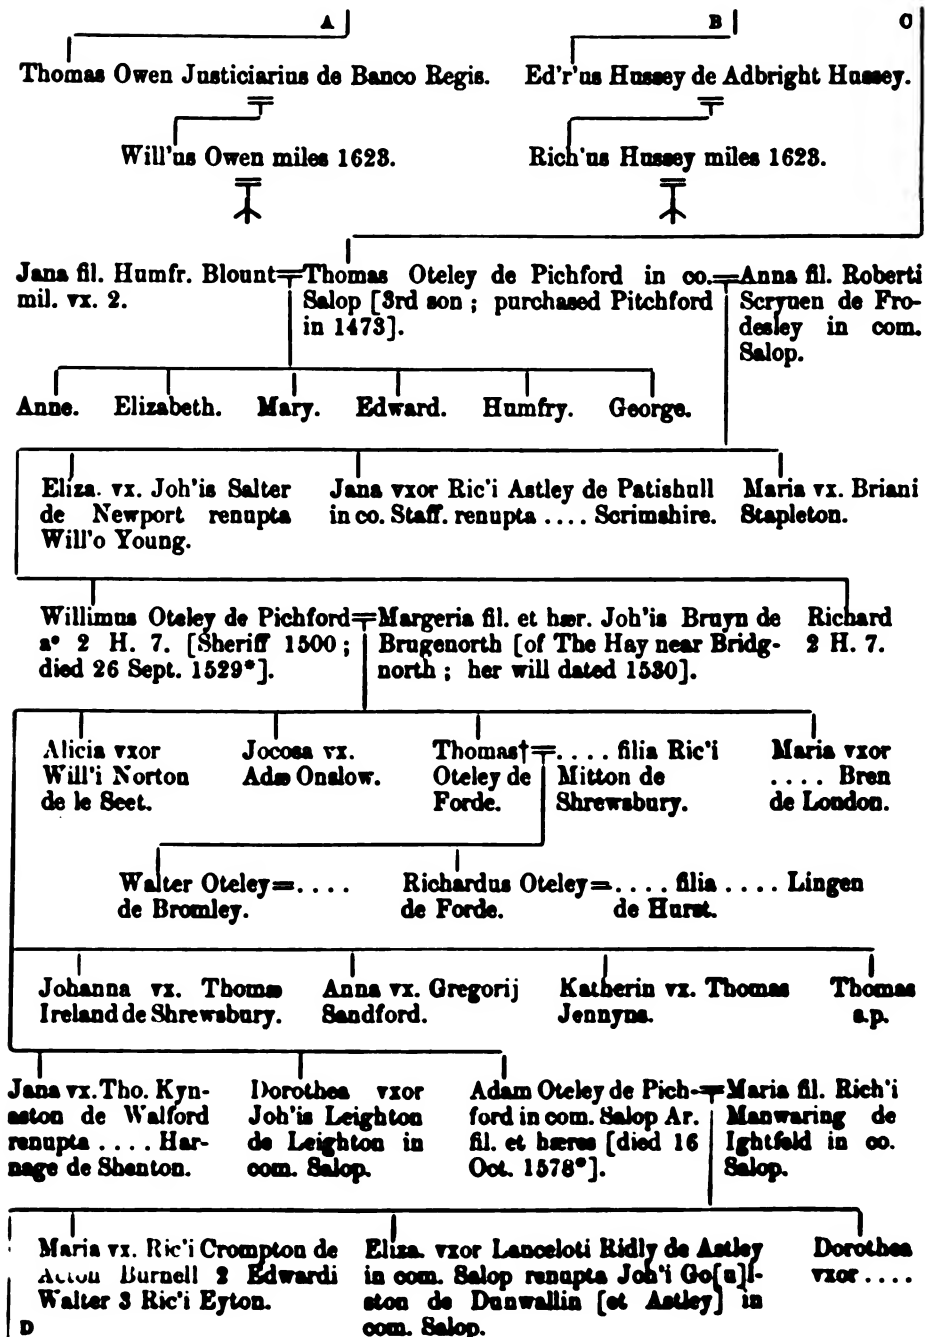 A B C
Thomas Owen Justiciarius de Banco Regis. Ed'r'us Hussey de Adbright Hussey.
Will'us Owen miles 1623. Rich'us Hussey miles 1623.
Jana fil. Humfr. Blount=Thomas Oteley de Pichford in co.=Anna fil. Roberti
mil. vx. 2. Salop [3rd son ; purchased Pitchford Scryuen de Fro-
in 1473]. desley in com.
Salop.
Anne. Elizabeth. Mary. Edward. Humfry. George.
Eliza. vx. Joh'is Salter Jana vxor Ric'i Astley de Patishull Maria vx. Briani
de Newport renupta in co. Staff. renupta .... Scrimshire. Stapleton.
Will'o Young.
Willimus Oteley de Pichford=Margeria fil. et hær. Joh'is Bruyn de Richard
aº 2 H. 7. [Sheriff 1500 ; Brugenorth [of The Hay near Bridg- 2 H. 7.
died 26 Sept. 1529*]. north ; her will dated 1530].
Alicia vxor Jocosa vx. Thomas†=.... filia Ric'i Maria vxor
Will'i Norton Adæ Onslow. Oteley de Mitton de .... Bren
de le Seet. Forde. Shrewsbury. de London.
Walter Oteley=.... Richardus Oteley=.... filia .... Lingen
de Bromley. de Forde. de Hurst.
Johanna vx. Thomæ Anna vx. Gregorij Katherin vx. Thomas Thomas
Ireland de Shrewsbury. Sandford. Jennyns. s.p.
Jana vx. Tho. Kyn- Dorothea vxor Adam Oteley de Pich-=Maria fil. Rich'i
aston de Walford Joh'is Leighton ford in com. Salop Ar. Manwaring de
renupta .... Har- de Leighton in fil. et hæres [died 16 Ightfeld in co.
nage de Shenton. com. Salop. Oct. 1578*]. Salop.
Maria vx. Ric'i Crompton de Eliza. vxor Lanceloti Ridly de Astley Dorothea
Acton Burnell 2 Edwardi in com. Salop renupta Joh'i Go[u]l- vxor ....
Walter 3 Ric'i Eyton. ston de Dunwallin [et Astley] in
D com. Salop.